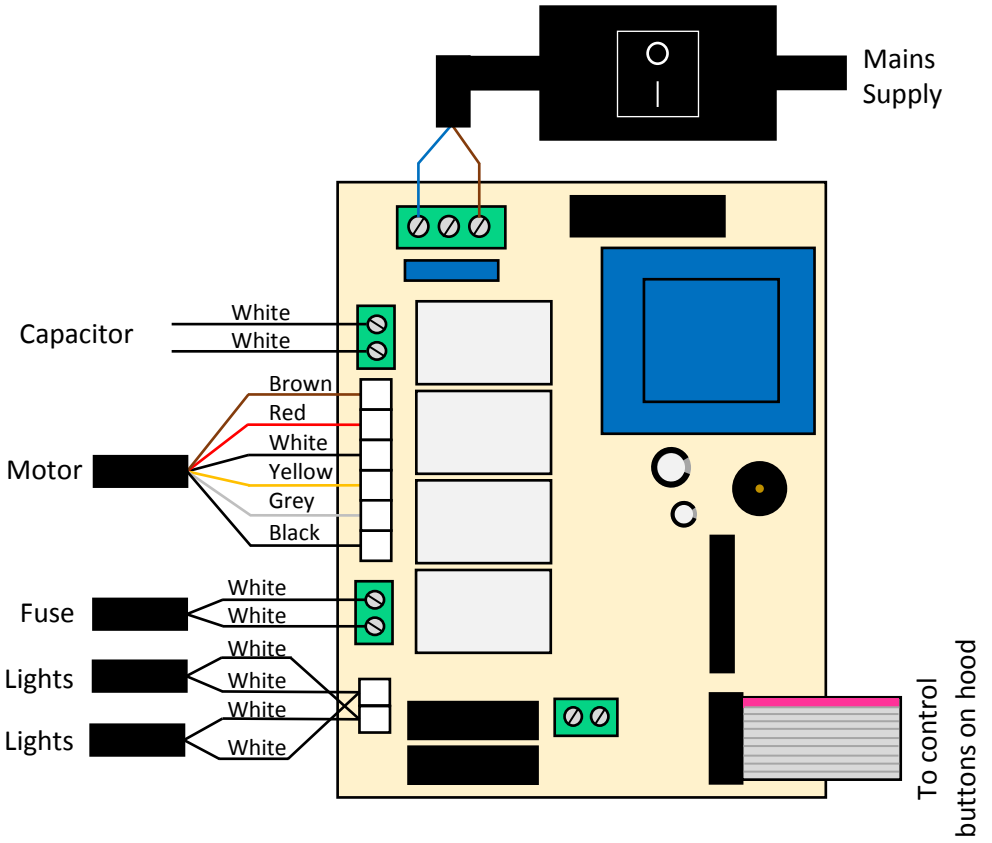 Mains
Supply
Capacitor
White
White
Motor
Brown
Red
White
Yellow
Grey
Black
Fuse
White
White
Lights
White
White
Lights
White
White
To control
buttons on hood